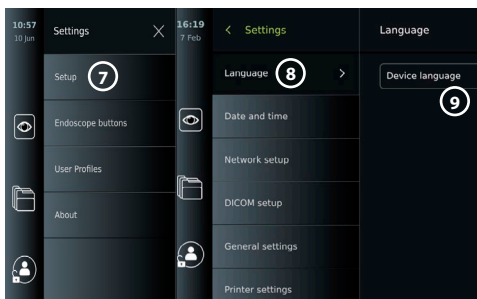 10:57
10 Jun
Settings
Setup
7
Endoscope buttons
User Profiles
About
16:19
7 Feb
Settings
Language
8
Date and time
Network setup
DICOM setup
General settings
Printer settings
Language
Device language
9